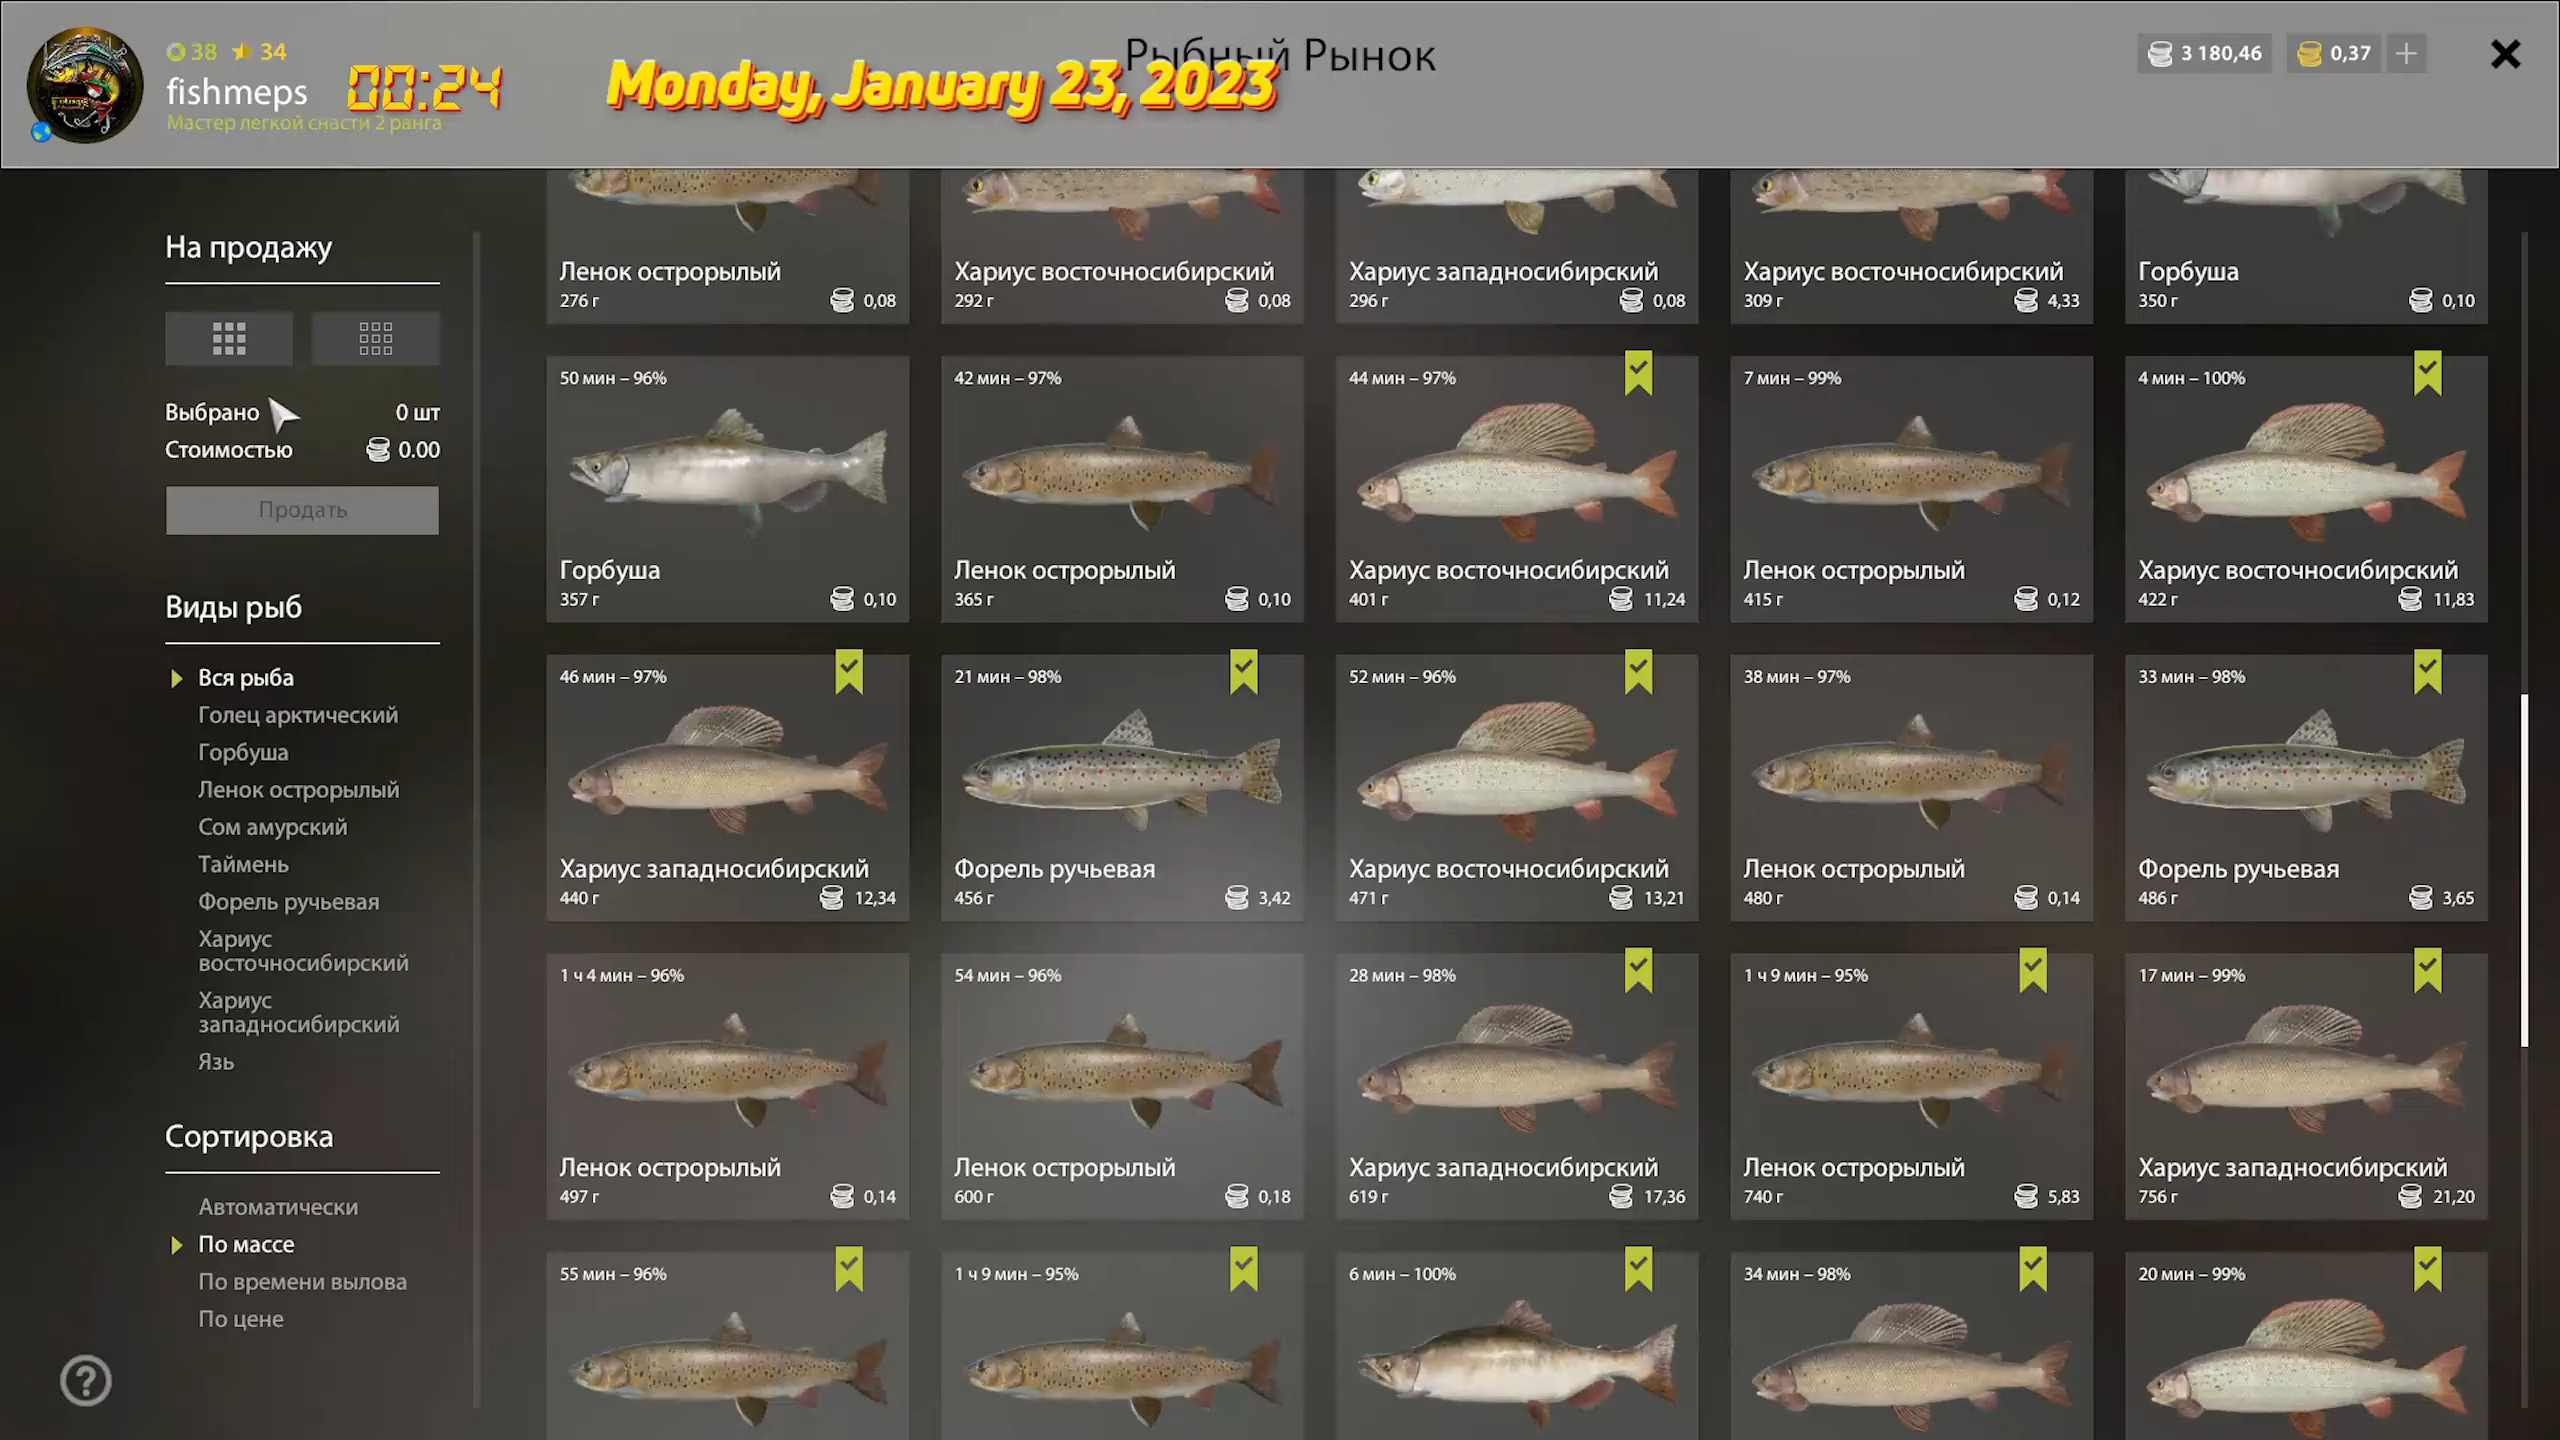 38 34
fishmeps
00:24
Мастер легкой снасти 2 ранга
Monday, January 23, 2023
Рыбный Рынок
3 180,46
0,37
На продажу
Выбрано 0 шт
Стоимостью 0.00
Продать
Виды рыб
Вся рыба
Голец арктический
Горбуша
Ленок острорылый
Сом амурский
Таймень
Форель ручьевая
Хариус
восточносибирский
Хариус
западносибирский
Язь
Сортировка
Автоматически
По массе
По времени вылова
По цене
Ленок острорылый
276 г 0,08
Хариус восточносибирский
292 г 0,08
Хариус западносибирский
296 г 0,08
Хариус восточносибирский
309 г 4,33
Горбуша
350 г 0,10
50 мин – 96%
Горбуша
357 г 0,10
42 мин – 97%
Ленок острорылый
365 г 0,10
44 мин – 97%
Хариус восточносибирский
401 г 11,24
7 мин – 99%
Ленок острорылый
415 г 0,12
4 мин – 100%
Хариус восточносибирский
422 г 11,83
46 мин – 97%
Хариус западносибирский
440 г 12,34
21 мин – 98%
Форель ручьевая
456 г 3,42
52 мин – 96%
Хариус восточносибирский
471 г 13,21
38 мин – 97%
Ленок острорылый
480 г 0,14
33 мин – 98%
Форель ручьевая
486 г 3,65
1 ч 4 мин – 96%
Ленок острорылый
497 г 0,14
54 мин – 96%
Ленок острорылый
600 г 0,18
28 мин – 98%
Хариус западносибирский
619 г 17,36
1 ч 9 мин – 95%
Ленок острорылый
740 г 5,83
17 мин – 99%
Хариус западносибирский
756 г 21,20
55 мин – 96%
1 ч 9 мин – 95%
6 мин – 100%
34 мин – 98%
20 мин – 99%